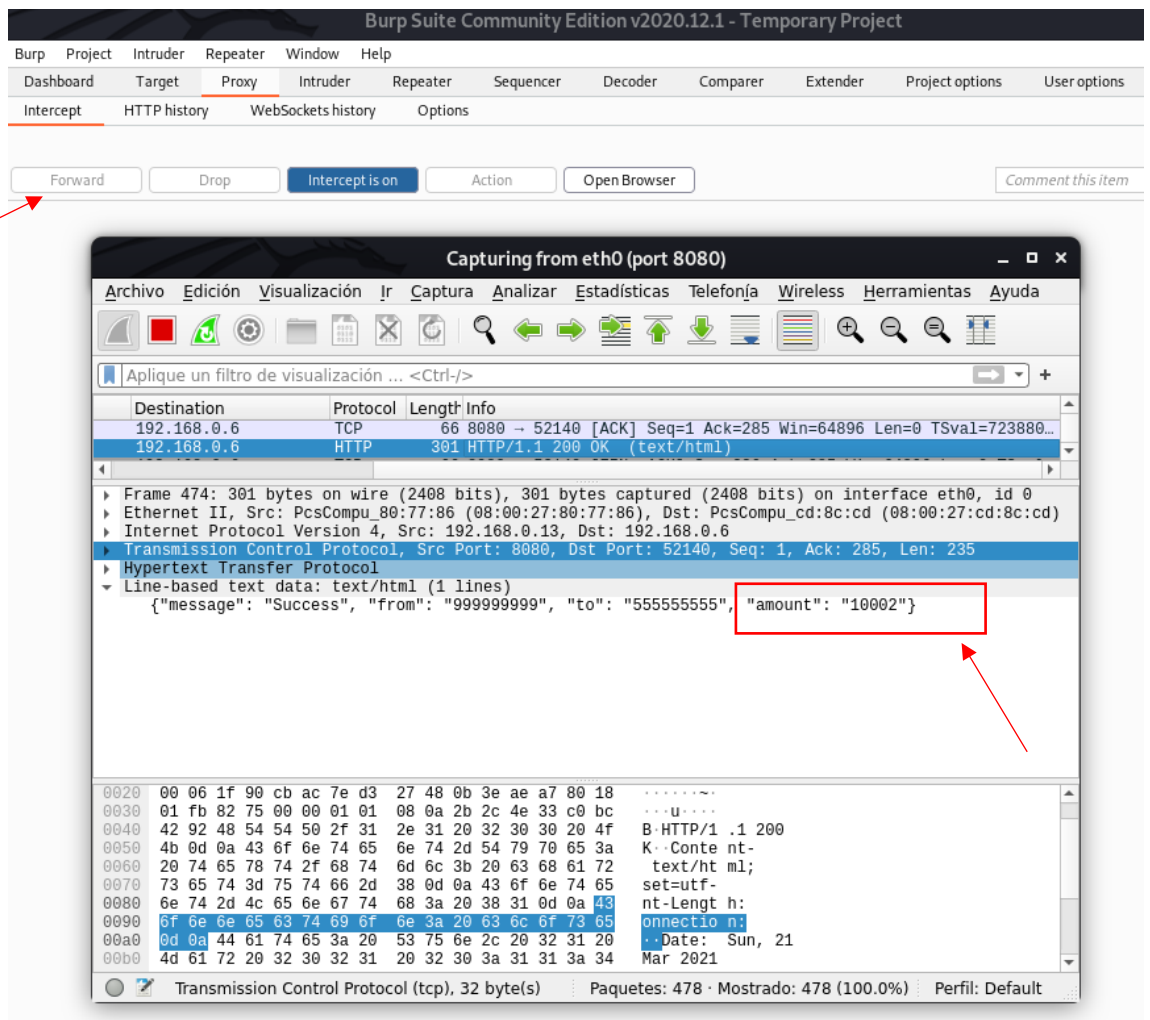 Burp Suite Community Edition v2020.12.1 - Temporary Project
Burp Project Intruder Repeater Window Help
Dashboard Target Proxy Intruder Repeater Sequencer Decoder Comparer Extender Project options User options
Intercept HTTP history WebSockets history Options
Forward Drop Intercept is on Action Open Browser Comment this item
Capturing from eth0 (port 8080)
Archivo Edición Visualización Ir Captura Analizar Estadísticas Telefonía Wireless Herramientas Ayuda
Aplique un filtro de visualización ... <Ctrl-/>
Destination Protocol Length Info
192.168.0.6 TCP 66 8080 → 52140 [ACK] Seq=1 Ack=285 Win=64896 Len=0 TSval=723880…
192.168.0.6 HTTP 301 HTTP/1.1 200 OK (text/html)
Frame 474: 301 bytes on wire (2408 bits), 301 bytes captured (2408 bits) on interface eth0, id 0
Ethernet II, Src: PcsCompu_80:77:86 (08:00:27:80:77:86), Dst: PcsCompu_cd:8c:cd (08:00:27:cd:8c:cd)
Internet Protocol Version 4, Src: 192.168.0.13, Dst: 192.168.0.6
Transmission Control Protocol, Src Port: 8080, Dst Port: 52140, Seq: 1, Ack: 285, Len: 235
Hypertext Transfer Protocol
Line-based text data: text/html (1 lines)
{"message": "Success", "from": "999999999", "to": "555555555", "amount": "10002"}
0020 00 06 1f 90 cb ac 7e d3 27 48 0b 3e ae a7 80 18 ······~·
0030 01 fb 82 75 00 00 01 01 08 0a 2b 2c 4e 33 c0 bc ···u····
0040 42 92 48 54 54 50 2f 31 2e 31 20 32 30 30 20 4f B·HTTP/1 .1 200
0050 4b 0d 0a 43 6f 6e 74 65 6e 74 2d 54 79 70 65 3a K··Conte nt-
0060 20 74 65 78 74 2f 68 74 6d 6c 3b 20 63 68 61 72 text/ht ml;
0070 73 65 74 3d 75 74 66 2d 38 0d 0a 43 6f 6e 74 65 set=utf-
0080 6e 74 2d 4c 65 6e 67 74 68 3a 20 38 31 0d 0a 43 nt-Lengt h:
0090 6f 6e 6e 65 63 74 69 6f 6e 3a 20 63 6c 6f 73 65 onnectio n:
00a0 0d 0a 44 61 74 65 3a 20 53 75 6e 2c 20 32 31 20 ··Date: Sun, 21
00b0 4d 61 72 20 32 30 32 31 20 32 30 3a 31 31 3a 34 Mar 2021
Transmission Control Protocol (tcp), 32 byte(s) Paquetes: 478 · Mostrado: 478 (100.0%) Perfil: Default